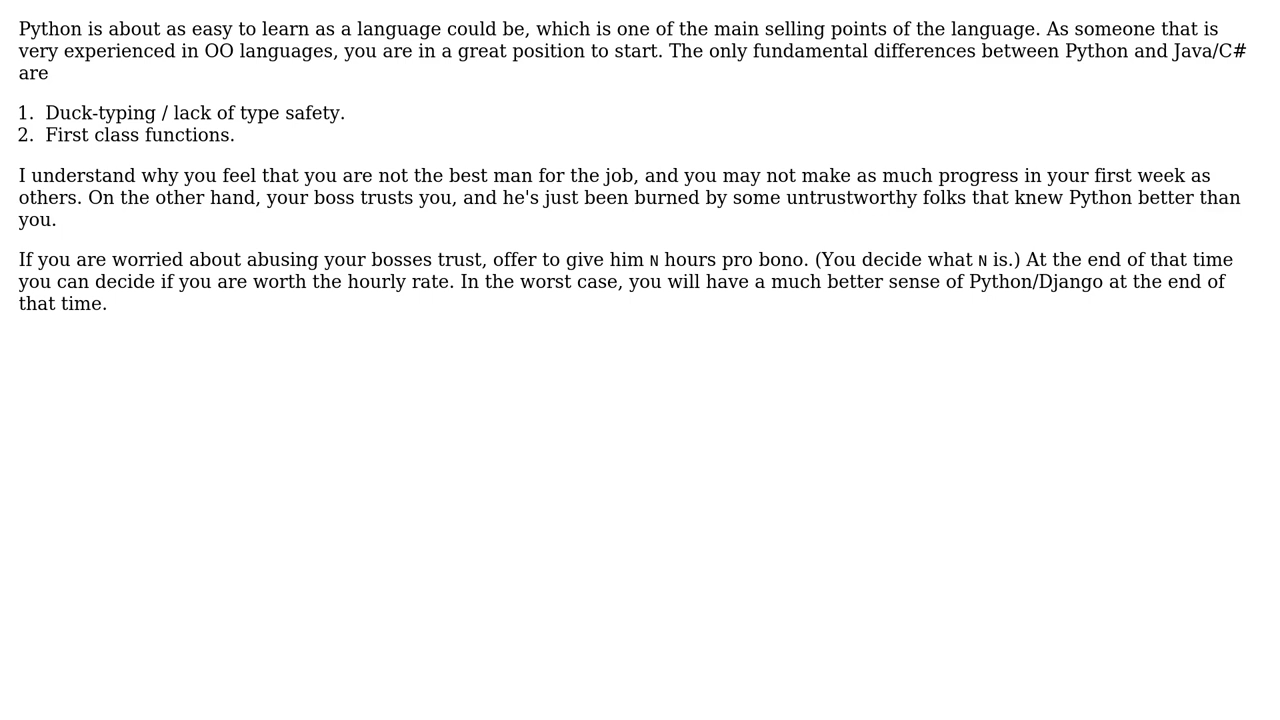 Python is about as easy to learn as a language could be, which is one of the main selling points of the language. As someone that is
very experienced in OO languages, you are in a great position to start. The only fundamental differences between Python and Java/C#
are
1. Duck-typing / lack of type safety.
2. First class functions.
I understand why you feel that you are not the best man for the job, and you may not make as much progress in your first week as
others. On the other hand, your boss trusts you, and he's just been burned by some untrustworthy folks that knew Python better than
you.
If you are worried about abusing your bosses trust, offer to give him N hours pro bono. (You decide what N is.) At the end of that time
you can decide if you are worth the hourly rate. In the worst case, you will have a much better sense of Python/Django at the end of
that time.